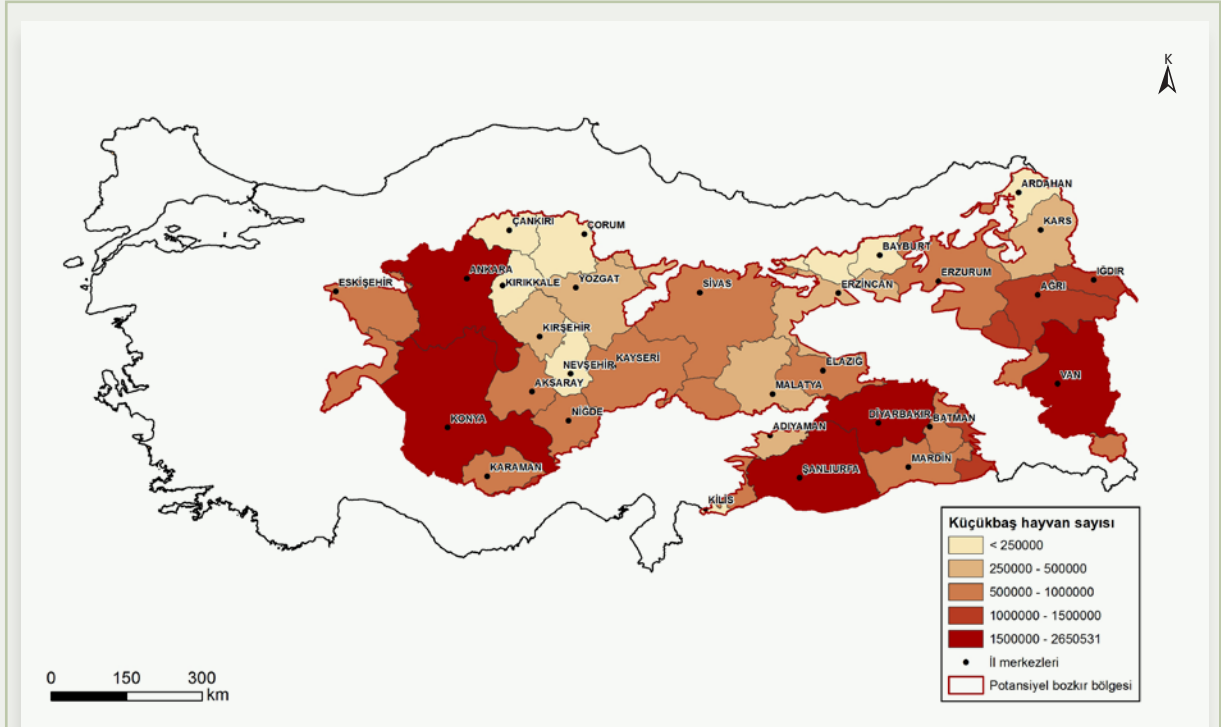 K
ARDAHAN
KARS
ÇANKIRI
ÇORUM
BAYBURT
ANKARA
KIRIKKALE
YOZGAT
ESKİŞEHİR
SİVAS
ERZİNCAN
ERZURUM
IĞDIR
AĞRI
KIRŞEHİR
NEVŞEHİR
KAYSERİ
ELAZIĞ
AKSARAY
MALATYA
VAN
KONYA
NİĞDE
DİYARBAKIR
BATMAN
ADIYAMAN
KARAMAN
ŞANLIURFA
MARDİN
KİLİS
Küçükbaş hayvan sayısı
< 250000
250000 - 500000
500000 - 1000000
1000000 - 1500000
1500000 - 2650531
İl merkezleri
Potansiyel bozkır bölgesi
0 150 300
km